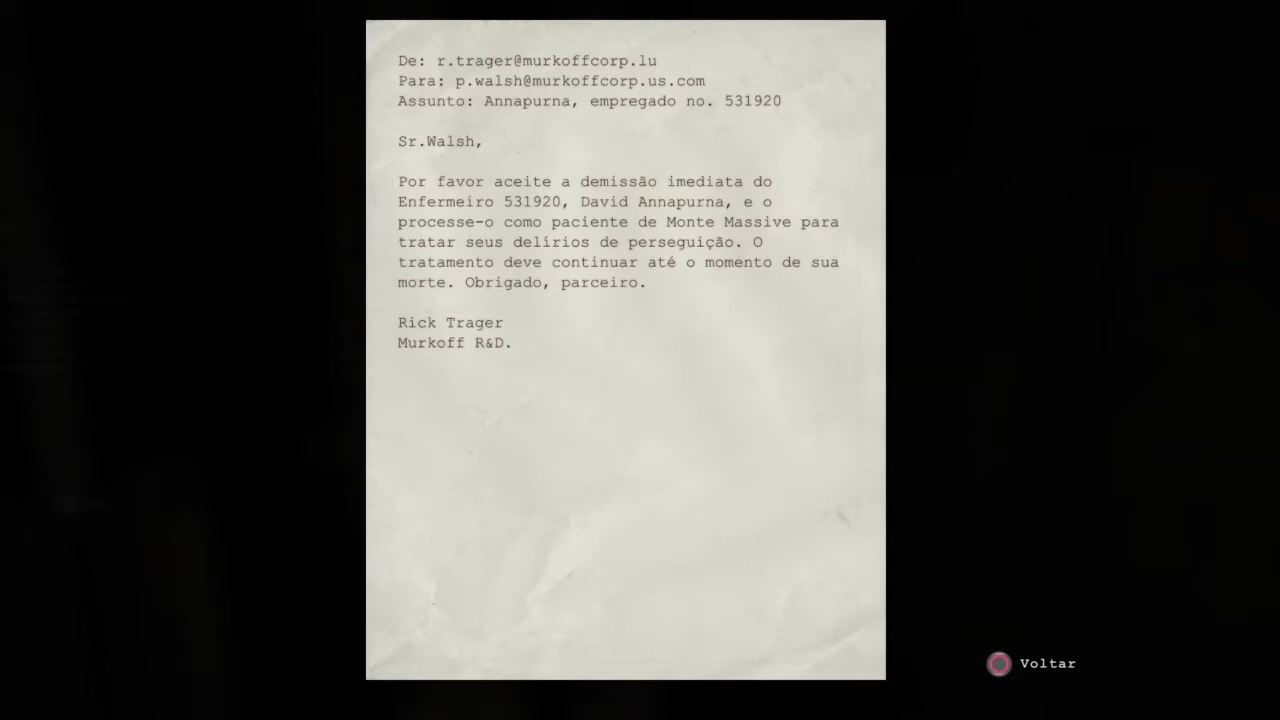 De: r.trager@murkoffcorp.lu
Para: p.walsh@murkoffcorp.us.com
Assunto: Annapurna, empregado no. 531920
Sr.Walsh,
Por favor aceite a demissão imediata do
Enfermeiro 531920, David Annapurna, e o
processe-o como paciente de Monte Massive para
tratar seus delírios de perseguição. O
tratamento deve continuar até o momento de sua
morte. Obrigado, parceiro.
Rick Trager
Murkoff R&D.
Voltar